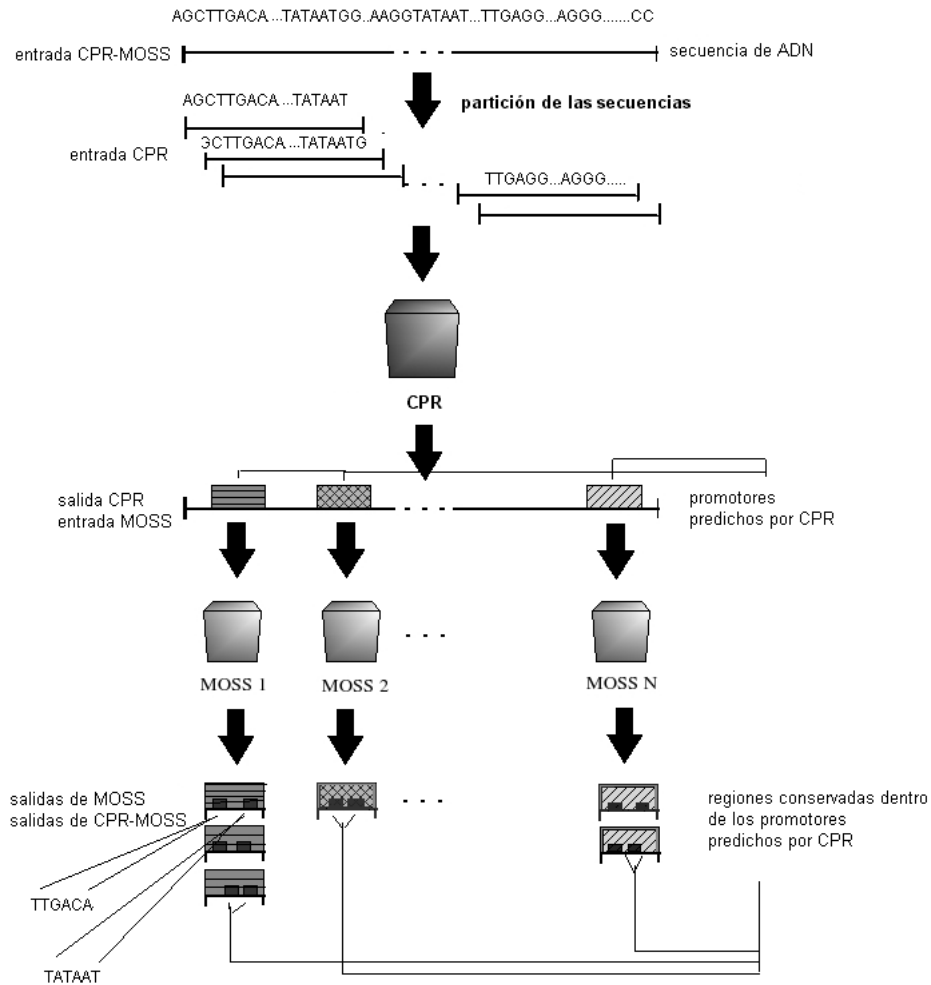 AGCTTGACA...TATAATGG..AAGGTATAAT...TTGAGG...AGGG.......CC
entrada CPR-MOSS
secuencia de ADN
partición de las secuencias
AGCTTGACA...TATAAT
GCTTGACA...TATAATG
entrada CPR
TTGAGG...AGGG.....
CPR
salida CPR
entrada MOSS
promotores
predichos por CPR
MOSS 1
MOSS 2
MOSS N
salidas de MOSS
salidas de CPR-MOSS
regiones conservadas dentro
de los promotores
predichos por CPR
TTGACA
TATAAT